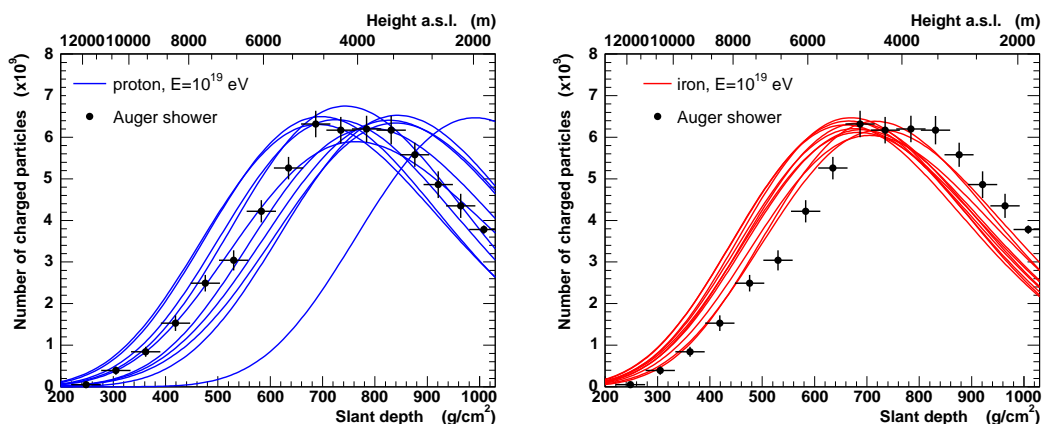 Height a.s.l. (m)
12000 10000 8000 6000 4000 2000
Number of charged particles (x10⁹)
8
7
6
5
4
3
2
1
0
proton, E=10¹⁹ eV
Auger shower
200 300 400 500 600 700 800 900 1000
Slant depth (g/cm²)
Height a.s.l. (m)
12000 10000 8000 6000 4000 2000
Number of charged particles (x10⁹)
8
7
6
5
4
3
2
1
0
iron, E=10¹⁹ eV
Auger shower
200 300 400 500 600 700 800 900 1000
Slant depth (g/cm²)